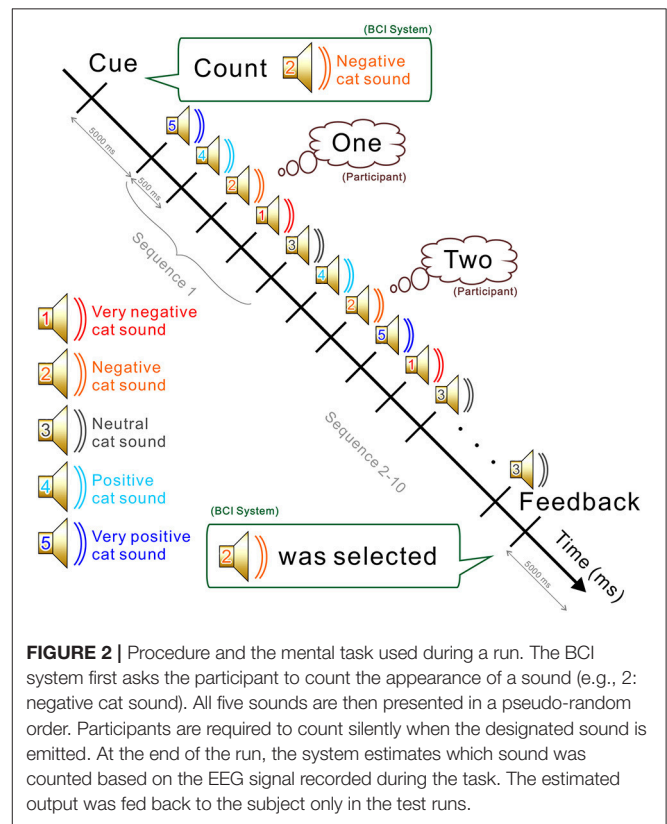 (BCI System)
Cue
Count 2 Negative
cat sound
5000 ms
500 ms
5
4
2
One
(Participant)
1
3
Sequence 1
4
2
Two
(Participant)
5
1
3
1 Very negative
cat sound
2 Negative
cat sound
3 Neutral
cat sound
4 Positive
cat sound
5 Very positive
cat sound
Sequence 2-10
. . .
3
Feedback
(BCI System)
2 was selected
Time (ms)
5000 ms
FIGURE 2 | Procedure and the mental task used during a run. The BCI
system first asks the participant to count the appearance of a sound (e.g., 2:
negative cat sound). All five sounds are then presented in a pseudo-random
order. Participants are required to count silently when the designated sound is
emitted. At the end of the run, the system estimates which sound was
counted based on the EEG signal recorded during the task. The estimated
output was fed back to the subject only in the test runs.